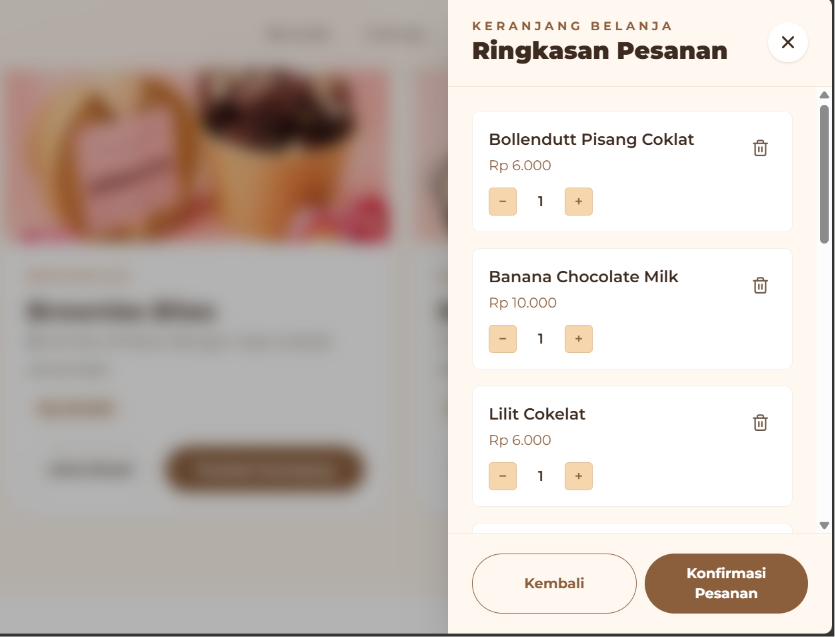 KERANJANG BELANJA
Ringkasan Pesanan
Bollendutt Pisang Coklat
Rp 6.000
− 1 +
Banana Chocolate Milk
Rp 10.000
− 1 +
Lilit Cokelat
Rp 6.000
− 1 +
Kembali
Konfirmasi
Pesanan